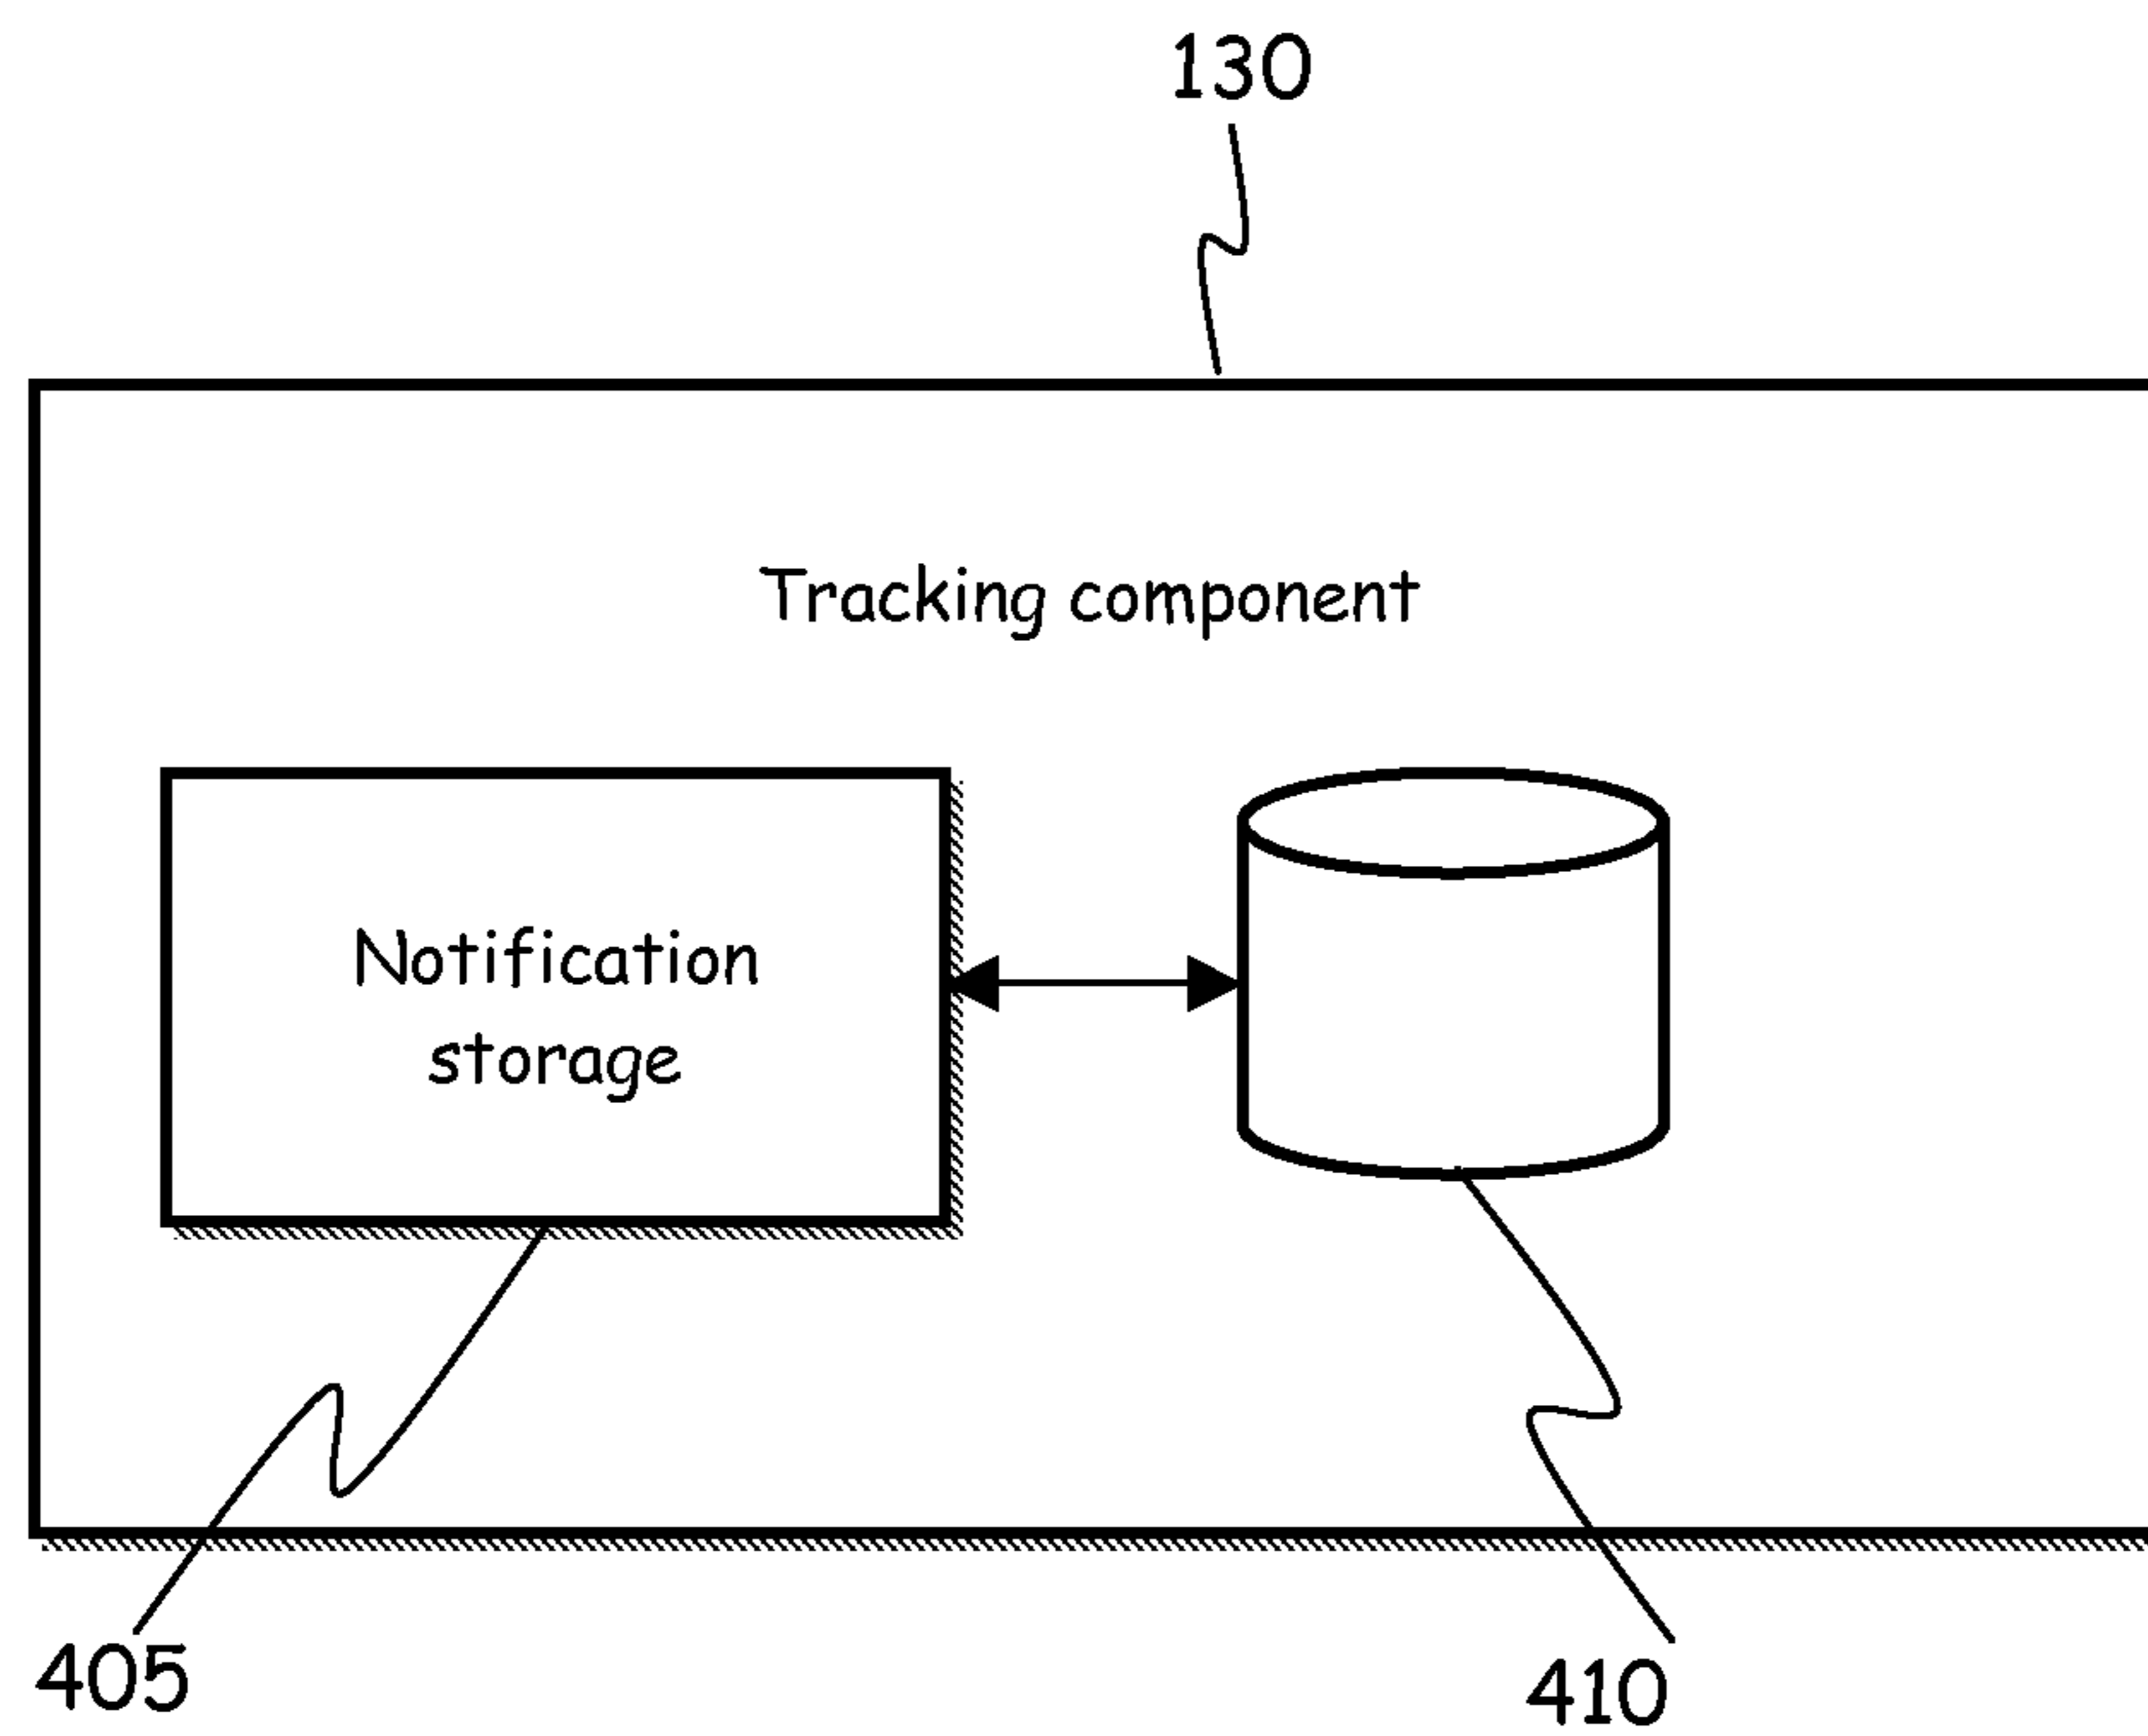 130
Tracking component
Notification
storage
405
410